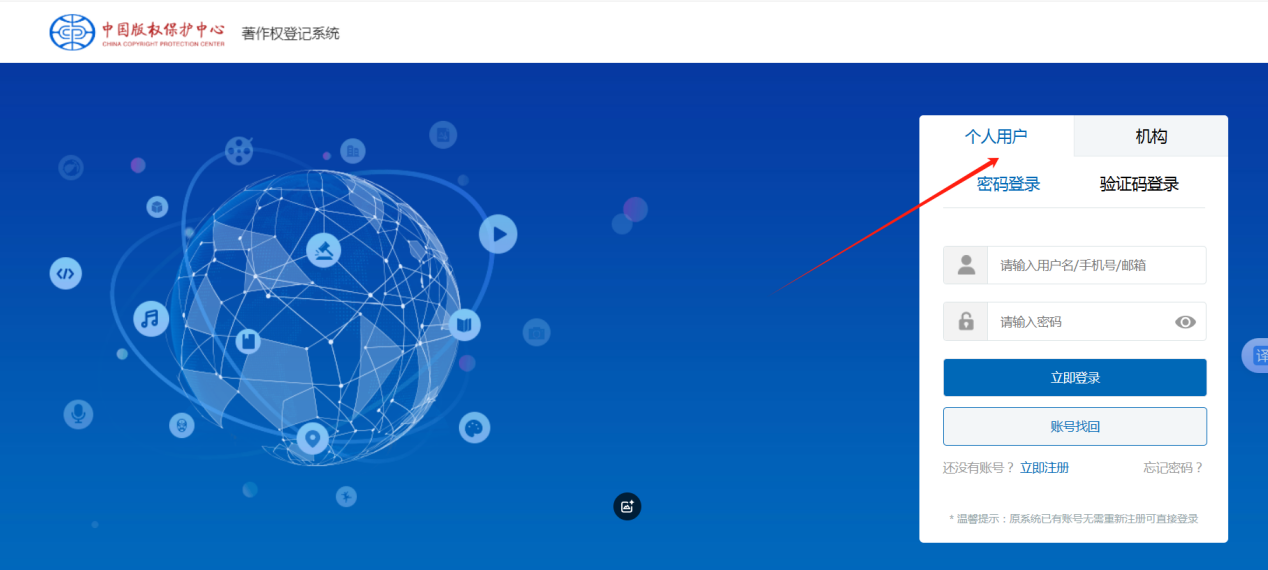 中国版权保护中心
CHINA COPYRIGHT PROTECTION CENTER
著作权登记系统
个人用户 机构
密码登录 验证码登录
请输入用户名/手机号/邮箱
请输入密码
立即登录
账号找回
还没有账号？ 立即注册 忘记密码？
* 温馨提示：原系统已有账号无需重新注册可直接登录
译